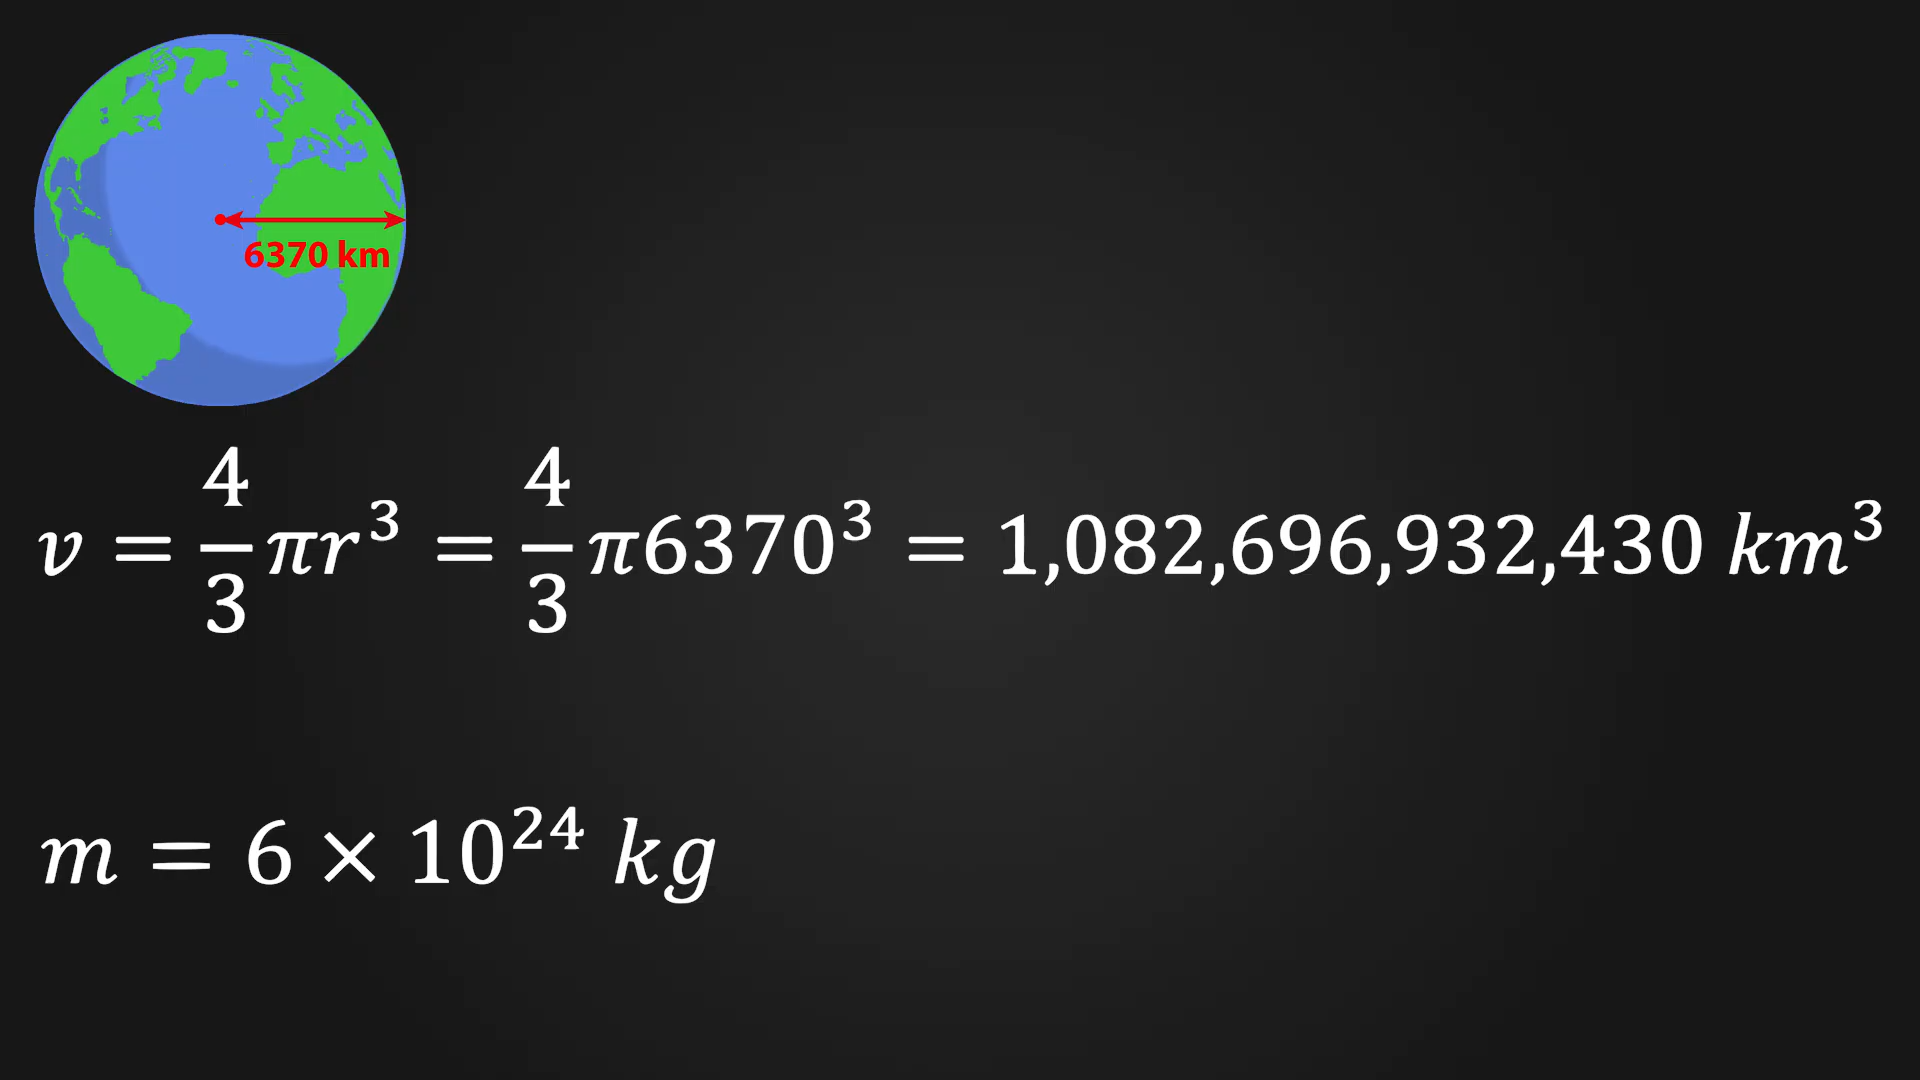 6370 km
𝑣 = 4/3 𝜋𝑟³ = 4/3 𝜋6370³ = 1,082,696,932,430 𝑘𝑚³
𝑚 = 6 × 10²⁴ 𝑘𝑔